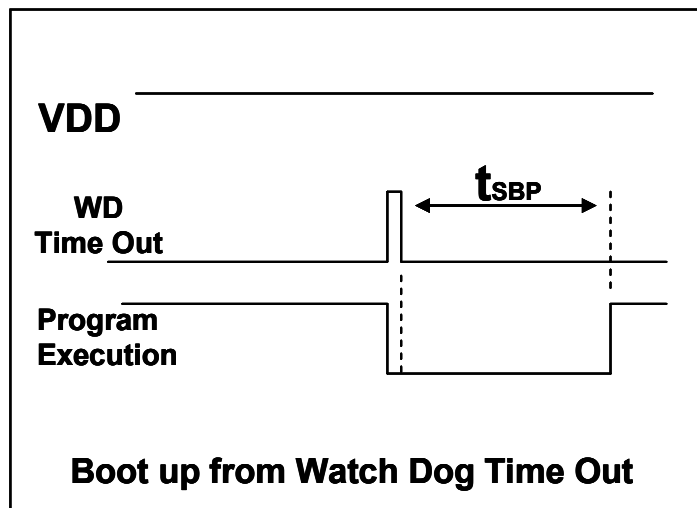 VDD
tSBP
WD
Time Out
Program
Execution
Boot up from Watch Dog Time Out